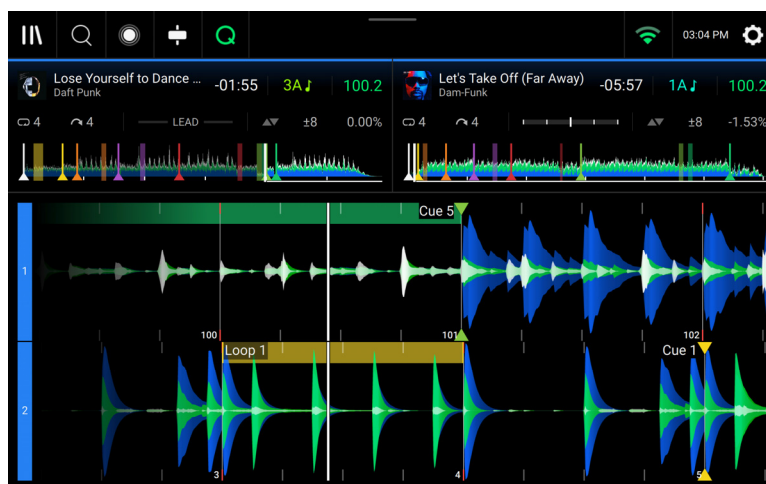 03:04 PM
Lose Yourself to Dance ...
Daft Punk
-01:55
3A
100.2
4
4
LEAD
±8
0.00%
Let's Take Off (Far Away)
Dam-Funk
-05:57
1A
100.2
4
4
±8
-1.53%
Cue 5
1
100
101
102
Loop 1
Cue 1
2
3
4
5